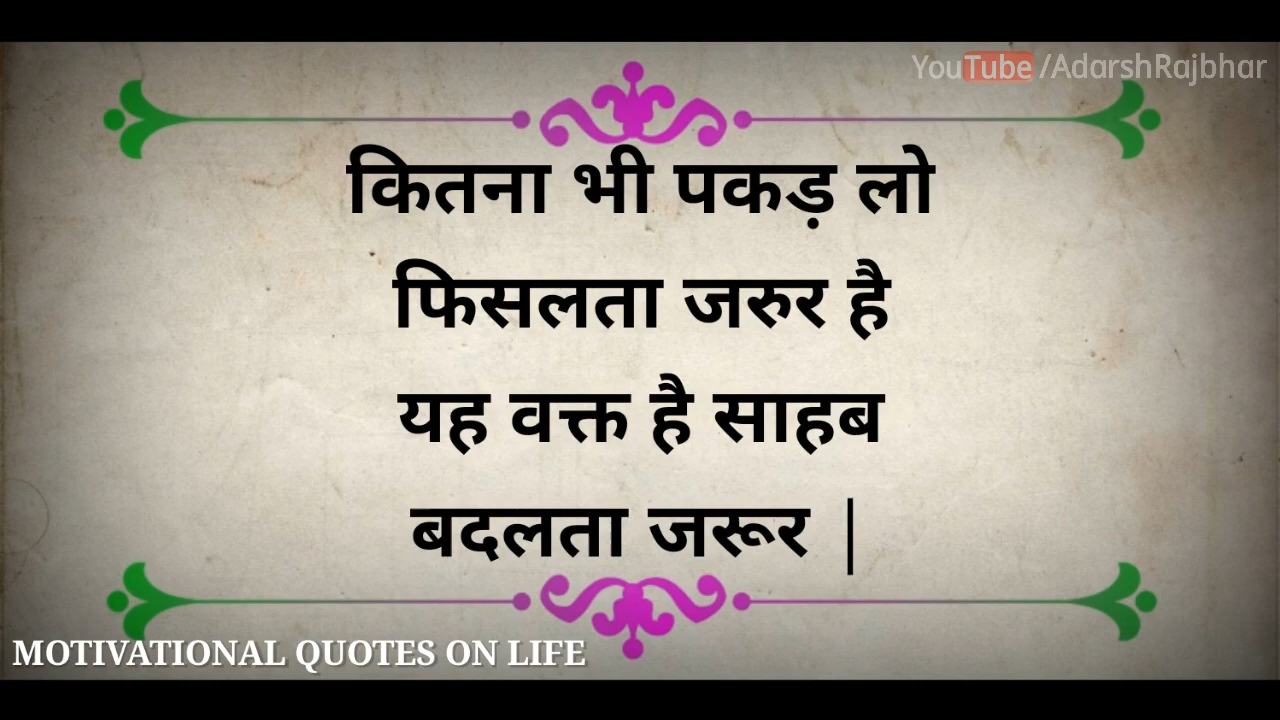 YouTube /AdarshRajbhar
कितना भी पकड़ लो
फिसलता जरुर है
यह वक्त है साहब
बदलता जरूर |
MOTIVATIONAL QUOTES ON LIFE